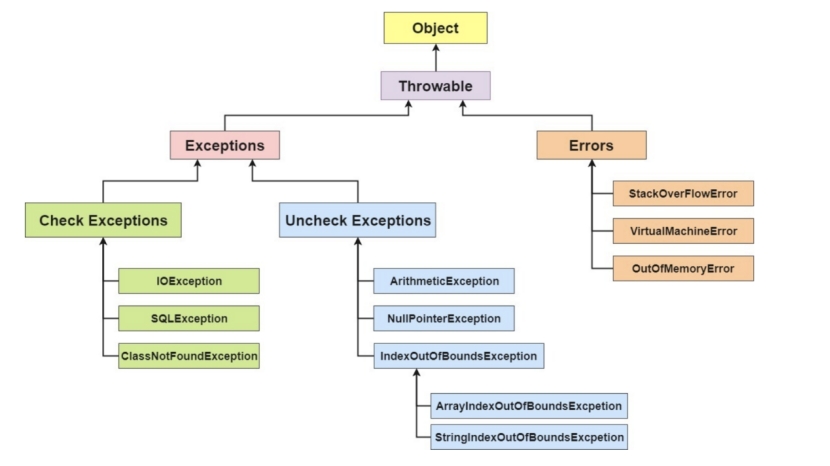 Object
Throwable
Exceptions
Errors
Check Exceptions
Uncheck Exceptions
StackOverFlowError
VirtualMachineError
OutOfMemoryError
IOException
SQLException
ClassNotFoundException
ArithmeticException
NullPointerException
IndexOutOfBoundsException
ArrayIndexOutOfBoundsExcpetion
StringIndexOutOfBoundsExcpetion